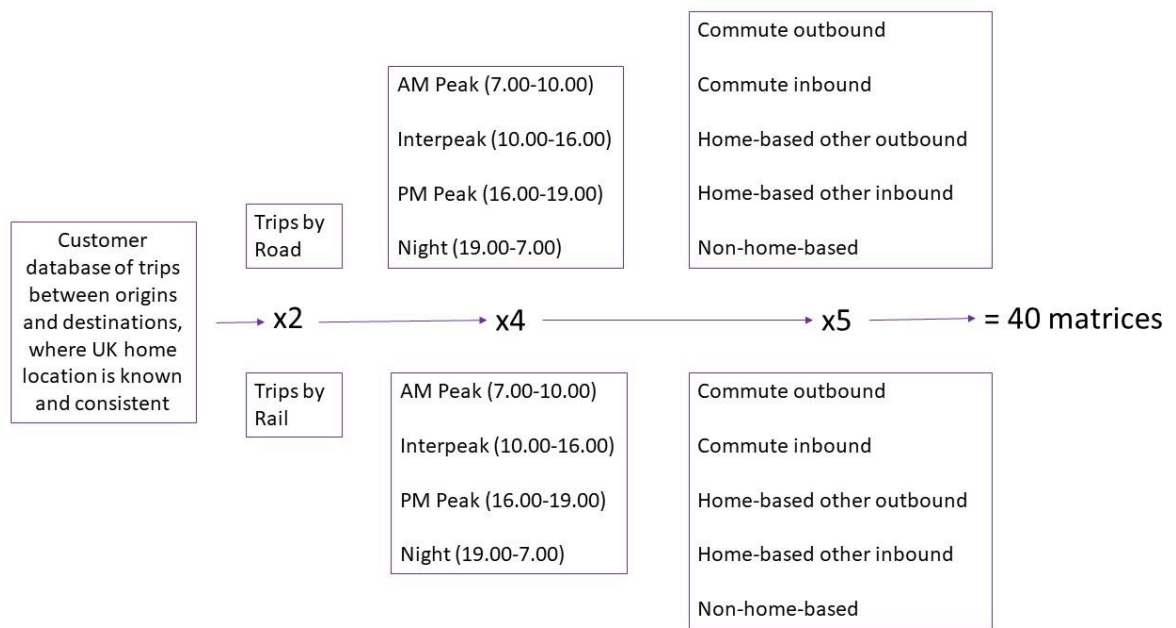 Customer
database of trips
between origins
and destinations,
where UK home
location is known
and consistent
Trips by
Road
x2
Trips by
Rail
AM Peak (7.00-10.00)
Interpeak (10.00-16.00)
PM Peak (16.00-19.00)
Night (19.00-7.00)
x4
AM Peak (7.00-10.00)
Interpeak (10.00-16.00)
PM Peak (16.00-19.00)
Night (19.00-7.00)
Commute outbound
Commute inbound
Home-based other outbound
Home-based other inbound
Non-home-based
x5
Commute outbound
Commute inbound
Home-based other outbound
Home-based other inbound
Non-home-based
= 40 matrices